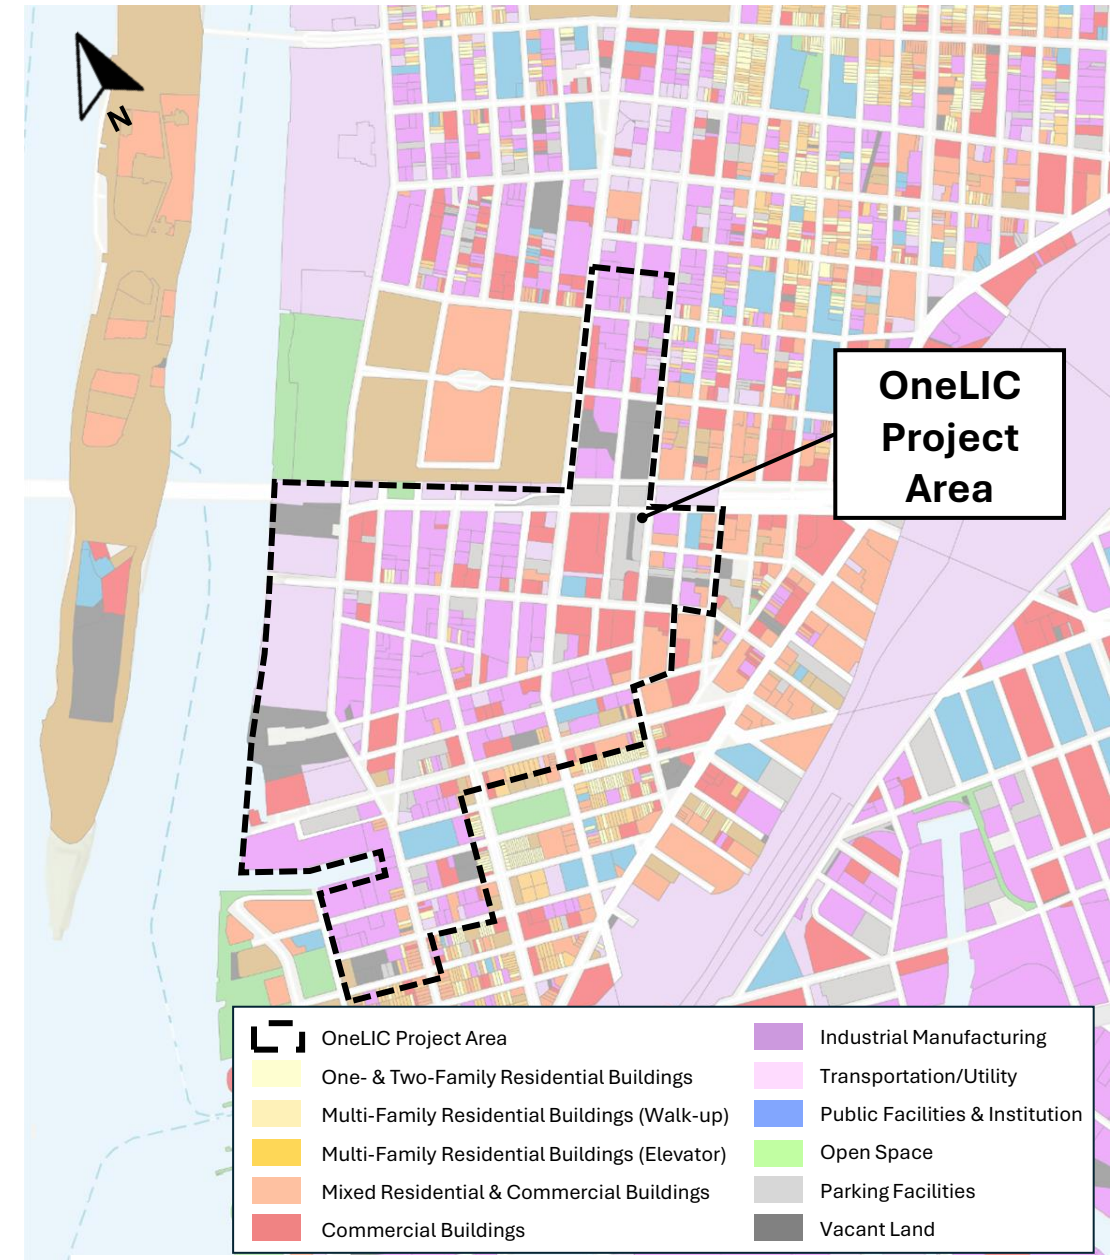 N
OneLIC
Project
Area
OneLIC Project Area
One- & Two-Family Residential Buildings
Multi-Family Residential Buildings (Walk-up)
Multi-Family Residential Buildings (Elevator)
Mixed Residential & Commercial Buildings
Commercial Buildings
Industrial Manufacturing
Transportation/Utility
Public Facilities & Institution
Open Space
Parking Facilities
Vacant Land